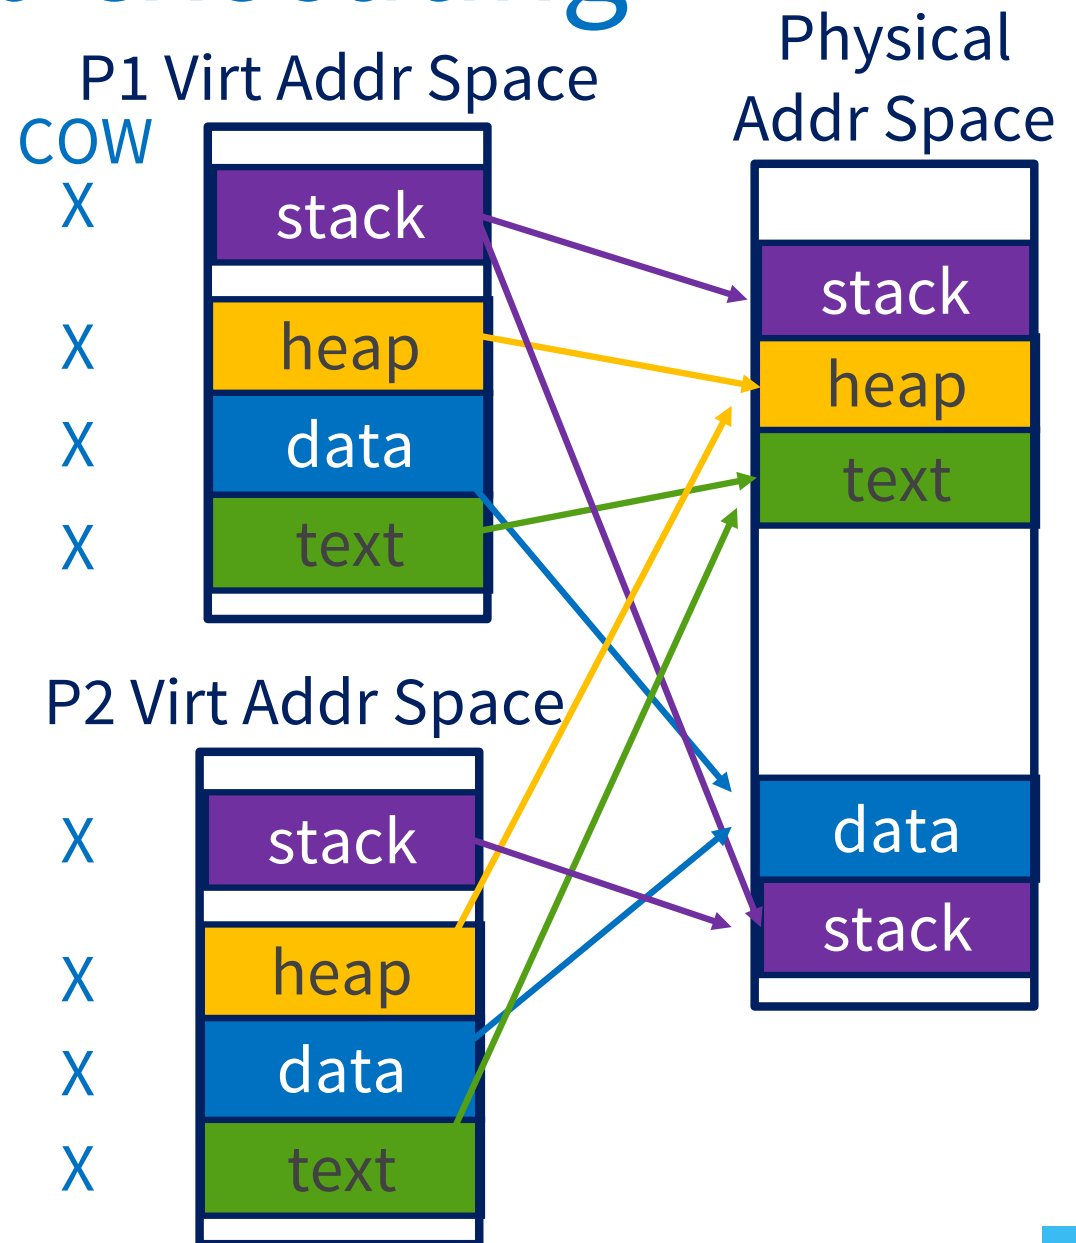 P1 Virt Addr Space
COW
X stack
X heap
X data
X text
P2 Virt Addr Space
X stack
X heap
X data
X text
Physical
Addr Space
stack
heap
text
data
stack